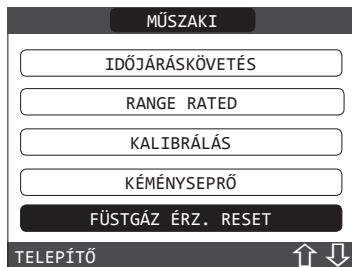 MŰSZAKI
IDŐJÁRÁSKÖVETÉS
RANGE RATED
KALIBRÁLÁS
KÉMÉNYSEPRŐ
FÜSTGÁZ ÉRZ. RESET
TELEPÍTŐ